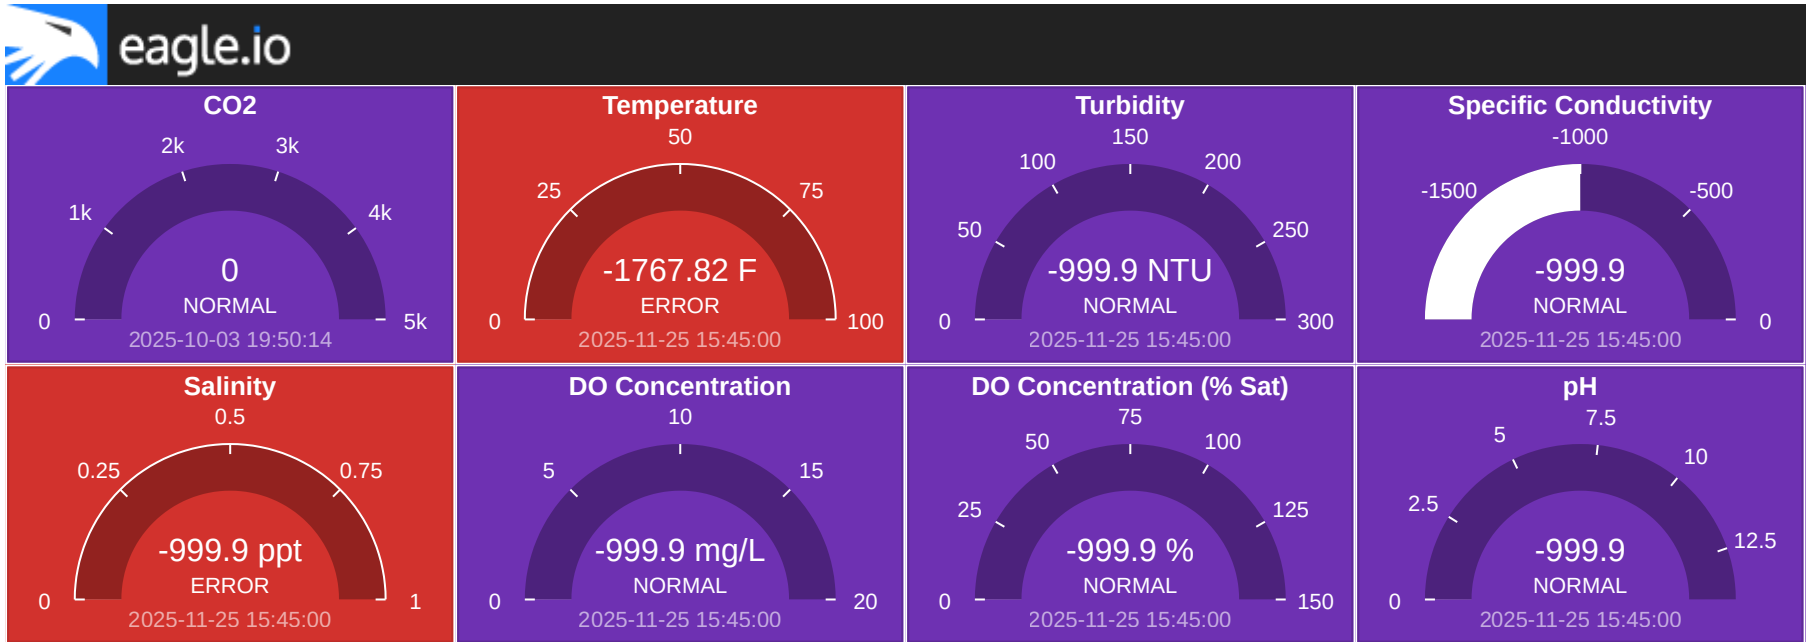 eagle.io
CO2
2k
3k
1k
4k
0
NORMAL
0
5k
2025-10-03 19:50:14
Temperature
50
25
75
-1767.82 F
ERROR
0
100
2025-11-25 15:45:00
Turbidity
150
100
200
50
250
-999.9 NTU
NORMAL
0
300
2025-11-25 15:45:00
Specific Conductivity
-1000
-1500
-500
-999.9
NORMAL
0
2025-11-25 15:45:00
Salinity
0.5
0.25
0.75
-999.9 ppt
ERROR
0
1
2025-11-25 15:45:00
DO Concentration
10
5
15
-999.9 mg/L
NORMAL
0
20
2025-11-25 15:45:00
DO Concentration (% Sat)
75
50
100
25
125
-999.9 %
NORMAL
0
150
2025-11-25 15:45:00
pH
7.5
5
10
2.5
12.5
-999.9
NORMAL
0
2025-11-25 15:45:00